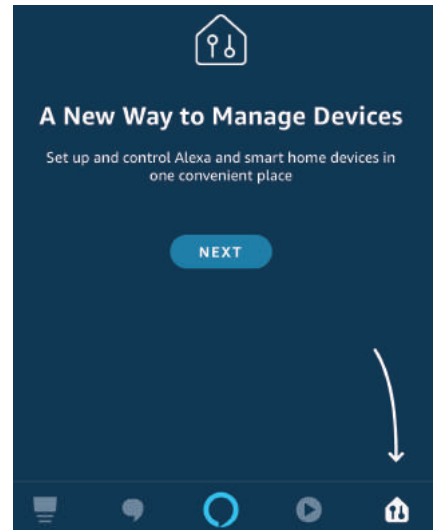 A New Way to Manage Devices
Set up and control Alexa and smart home devices in
one convenient place
NEXT